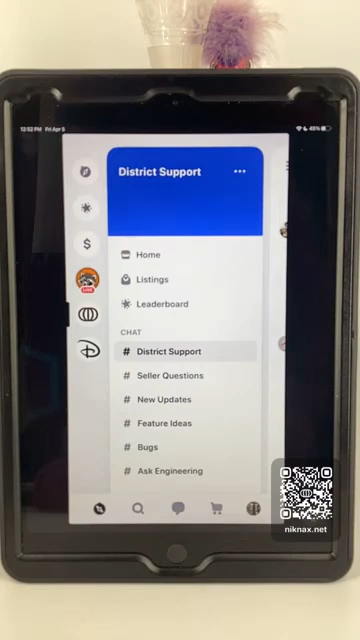 12:52 PM Fri Apr 5
45%
District Support
Home
Listings
$
LIVE
Leaderboard
CHAT
# District Support
# Seller Questions
# New Updates
# Feature Ideas
# Bugs
# Ask Engineering
niknax.net